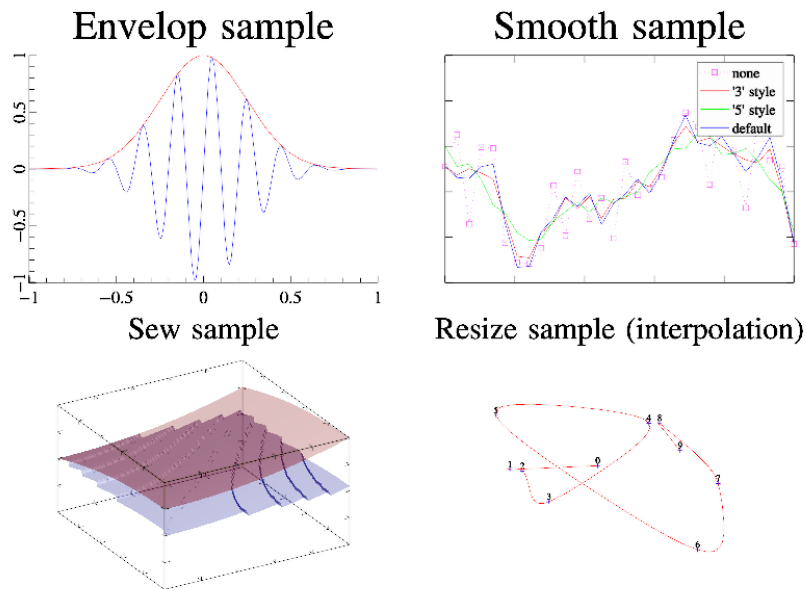 Envelop sample
Smooth sample
1
0.5
0
−0.5
−1
−1 −0.5 0 0.5 1
none
'3' style
'5' style
default
Sew sample
Resize sample (interpolation)
5
4 8
9
1 2
0
3
7
6